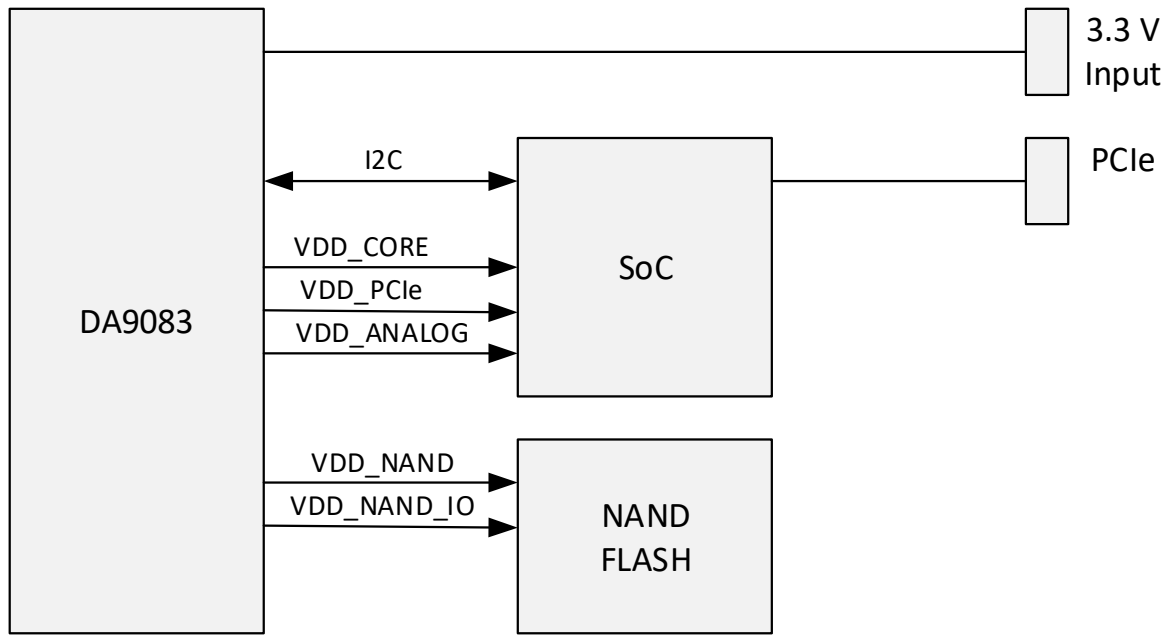 3.3 V
Input
PCIe
I2C
VDD_CORE
VDD_PCIe
VDD_ANALOG
SoC
DA9083
VDD_NAND
VDD_NAND_IO
NAND
FLASH